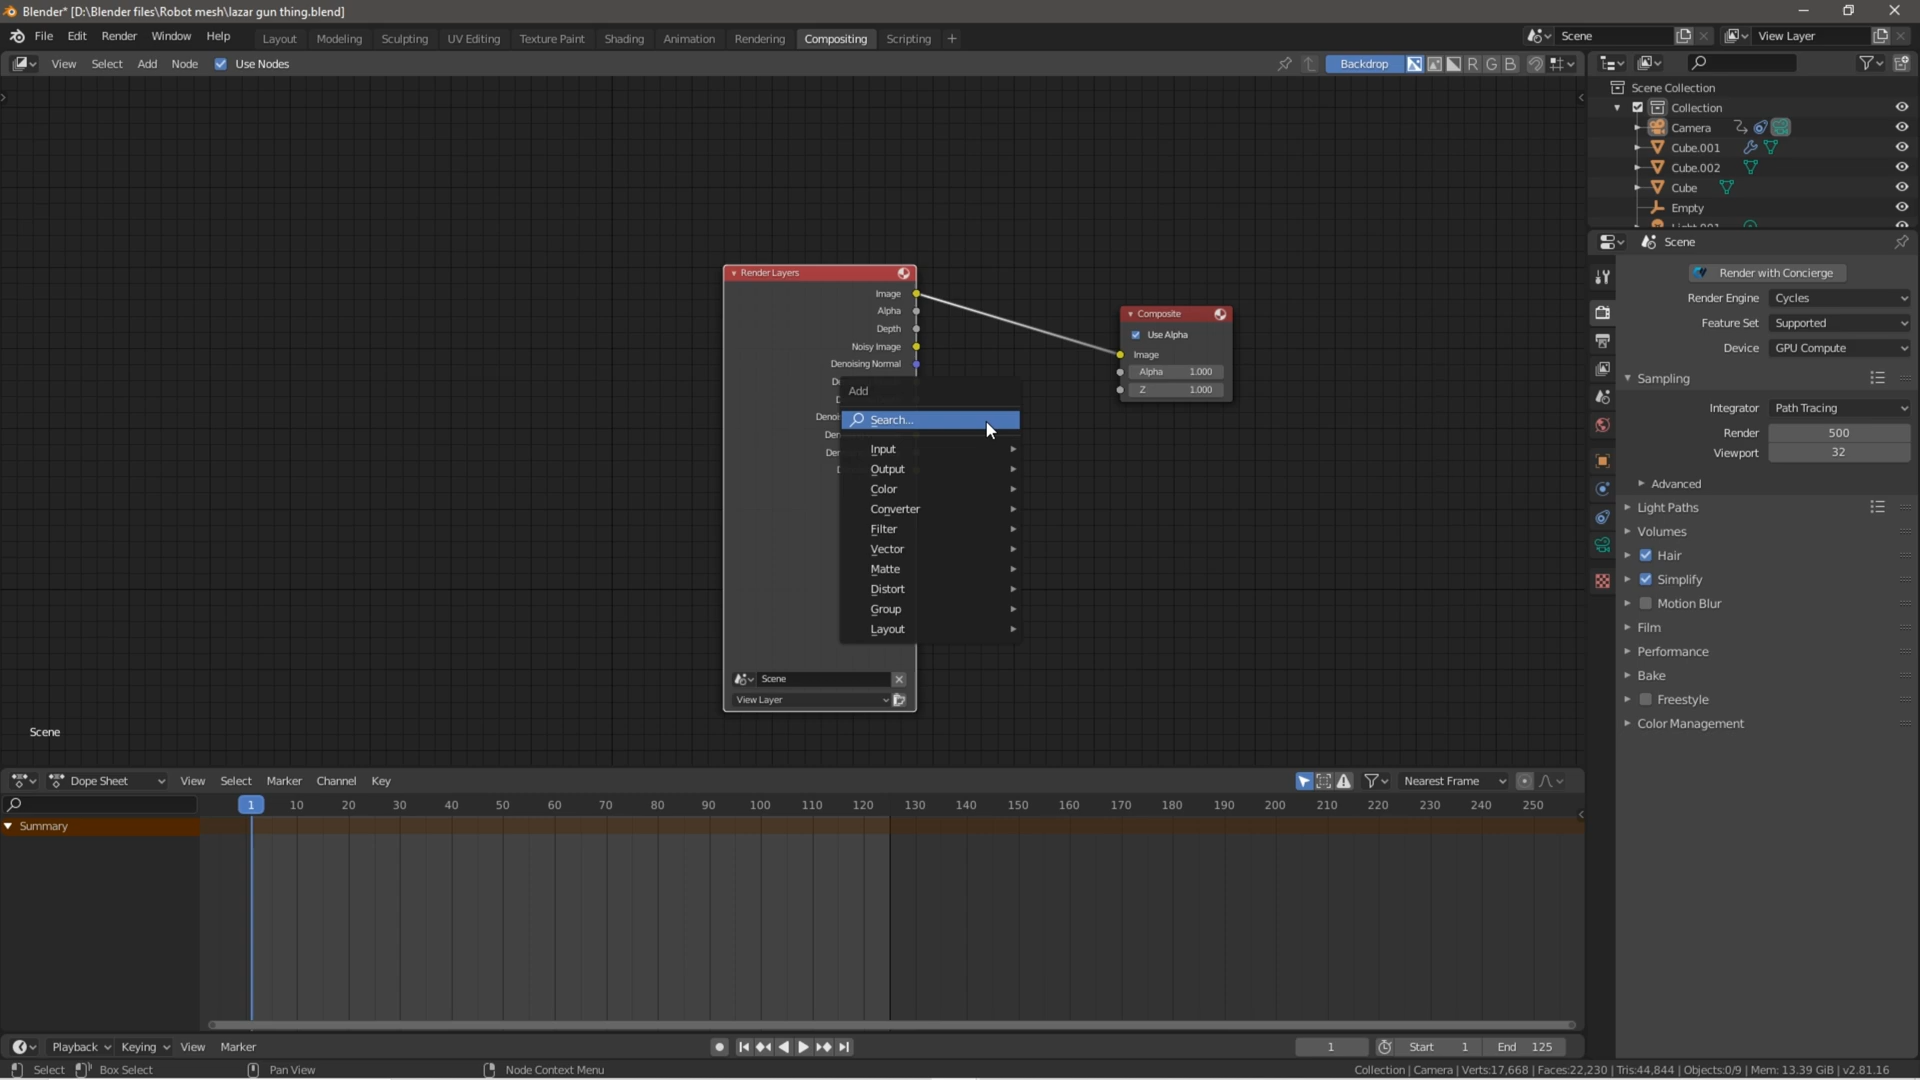 Blender* [D:\Blender files\Robot mesh\lazar gun thing.blend]
File Edit Render Window Help Layout Modeling Sculpting UV Editing Texture Paint Shading Animation Rendering Compositing Scripting + Scene View Layer
View Select Add Node Use Nodes Backdrop R G B
Scene Collection
Collection
Camera
Cube.001
Cube.002
Cube
Empty
Scene
Render with Concierge
Render Engine Cycles
Feature Set Supported
Device GPU Compute
Sampling
Integrator Path Tracing
Render 500
Viewport 32
Advanced
Light Paths
Volumes
Hair
Simplify
Motion Blur
Film
Performance
Bake
Freestyle
Color Management
Render Layers
Image
Alpha
Depth
Noisy Image
Denoising Normal
Composite
Use Alpha
Image
Alpha 1.000
Z 1.000
Add
Search...
Input
Output
Color
Converter
Filter
Vector
Matte
Distort
Group
Layout
Scene
View Layer
Scene
Dope Sheet View Select Marker Channel Key Nearest Frame
1 10 20 30 40 50 60 70 80 90 100 110 120 130 140 150 160 170 180 190 200 210 220 230 240 250
Summary
Playback Keying View Marker 1 Start 1 End 125
Select Box Select Pan View Node Context Menu Collection | Camera | Verts:17,668 | Faces:22,230 | Tris:44,844 | Objects:0/9 | Mem: 13.39 GiB | v2.81.16